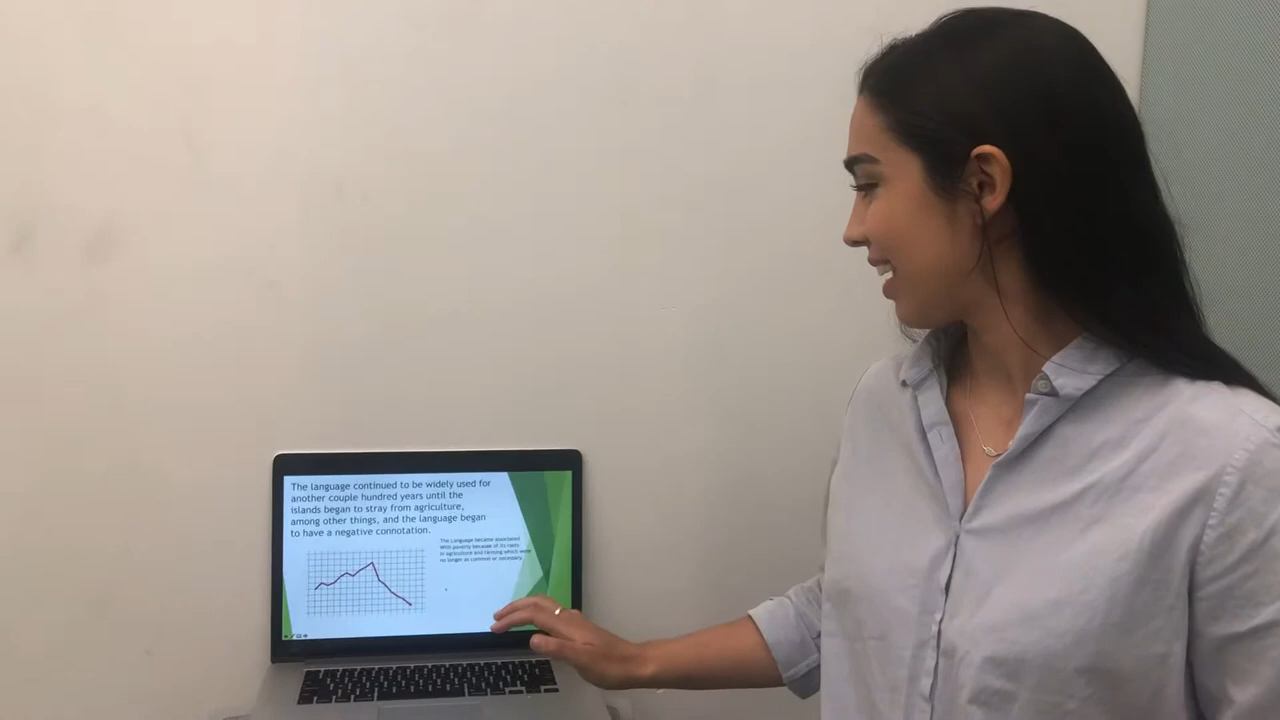 The language continued to be widely used for
another couple hundred years until the
islands began to stray from agriculture,
among other things, and the language began
to have a negative connotation.
The Language became associated
With poverty because of its roots
in agriculture and farming which were
no longer as common or necessary.